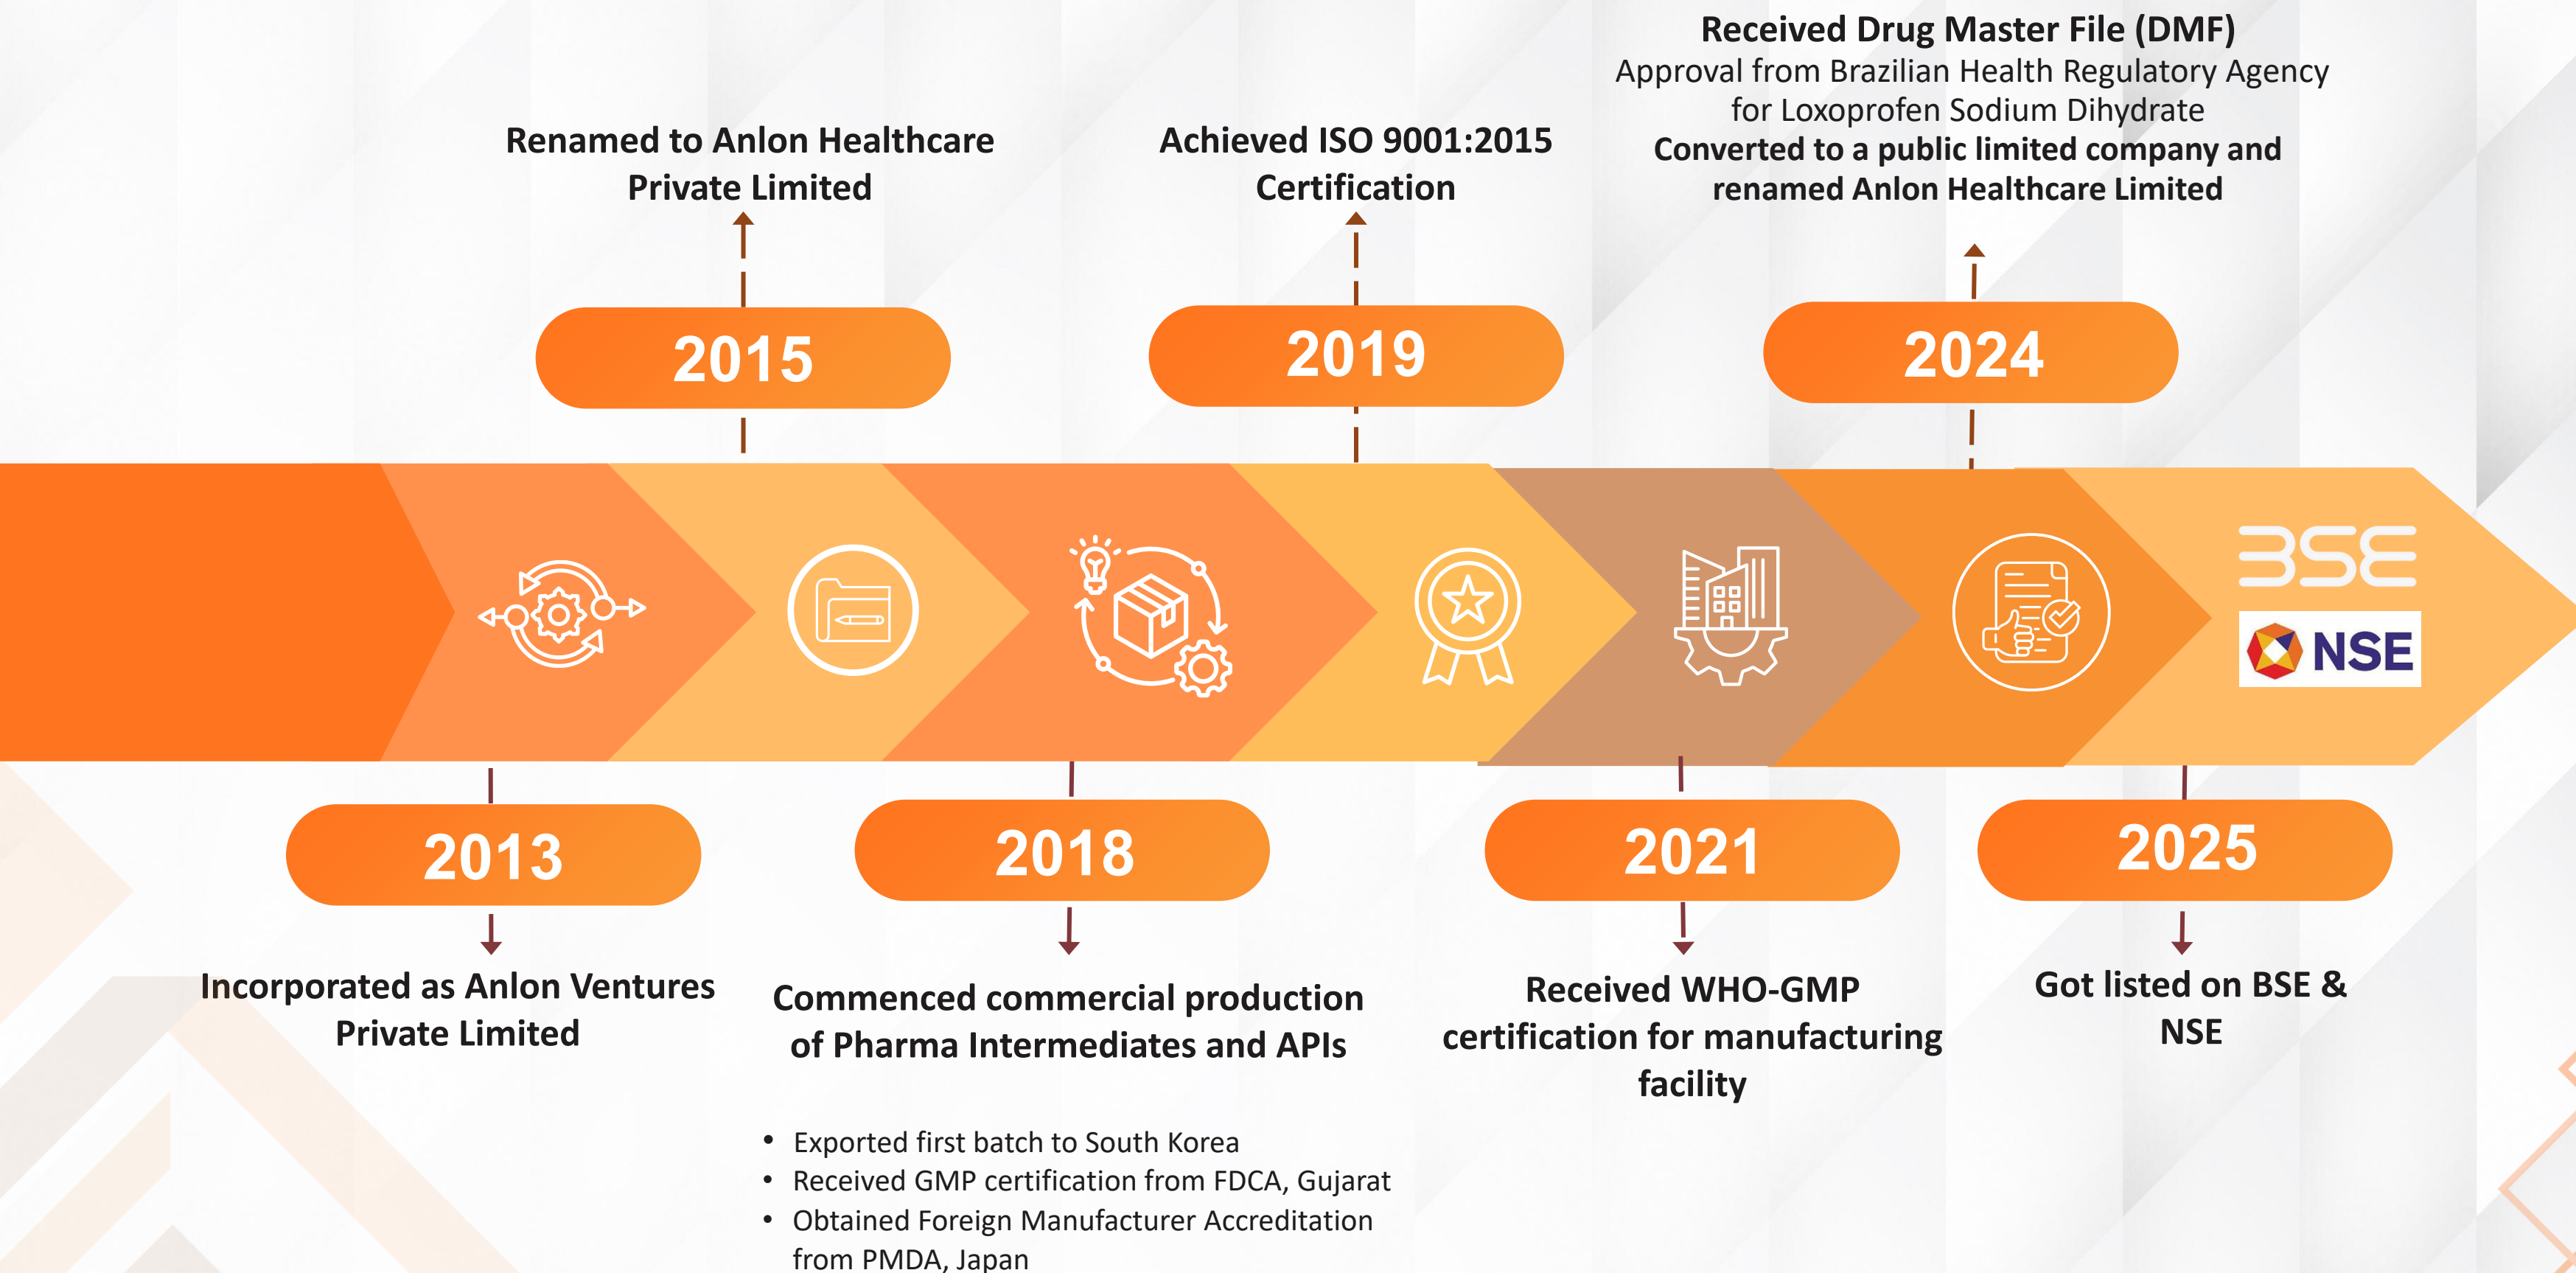 Received Drug Master File (DMF)
Approval from Brazilian Health Regulatory Agency
for Loxoprofen Sodium Dihydrate
Converted to a public limited company and
renamed Anlon Healthcare Limited
Renamed to Anlon Healthcare
Private Limited
Achieved ISO 9001:2015
Certification
2015
2019
2024
BSE
NSE
2013
2018
2021
2025
Incorporated as Anlon Ventures
Private Limited
Commenced commercial production
of Pharma Intermediates and APIs
• Exported first batch to South Korea
• Received GMP certification from FDCA, Gujarat
• Obtained Foreign Manufacturer Accreditation
from PMDA, Japan
Received WHO-GMP
certification for manufacturing
facility
Got listed on BSE &
NSE